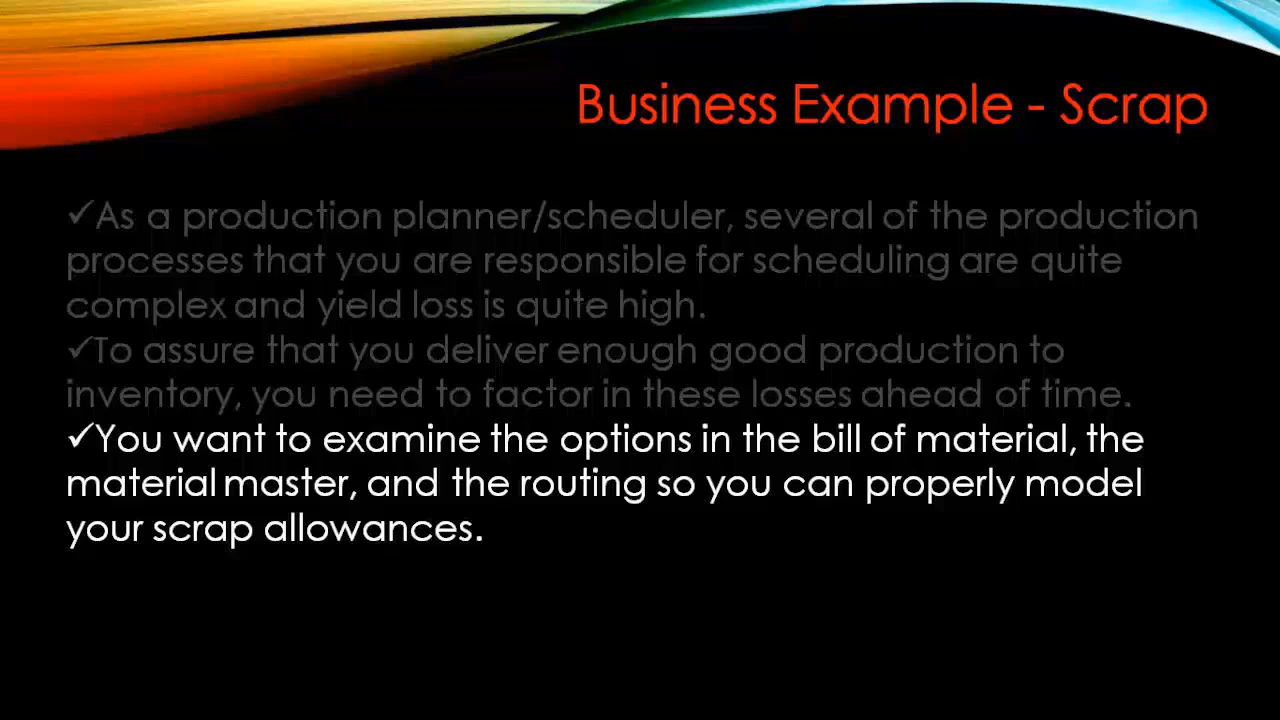 Business Example - Scrap
✓As a production planner/scheduler, several of the production
processes that you are responsible for scheduling are quite
complex and yield loss is quite high.
✓To assure that you deliver enough good production to
inventory, you need to factor in these losses ahead of time.
✓You want to examine the options in the bill of material, the
material master, and the routing so you can properly model
your scrap allowances.